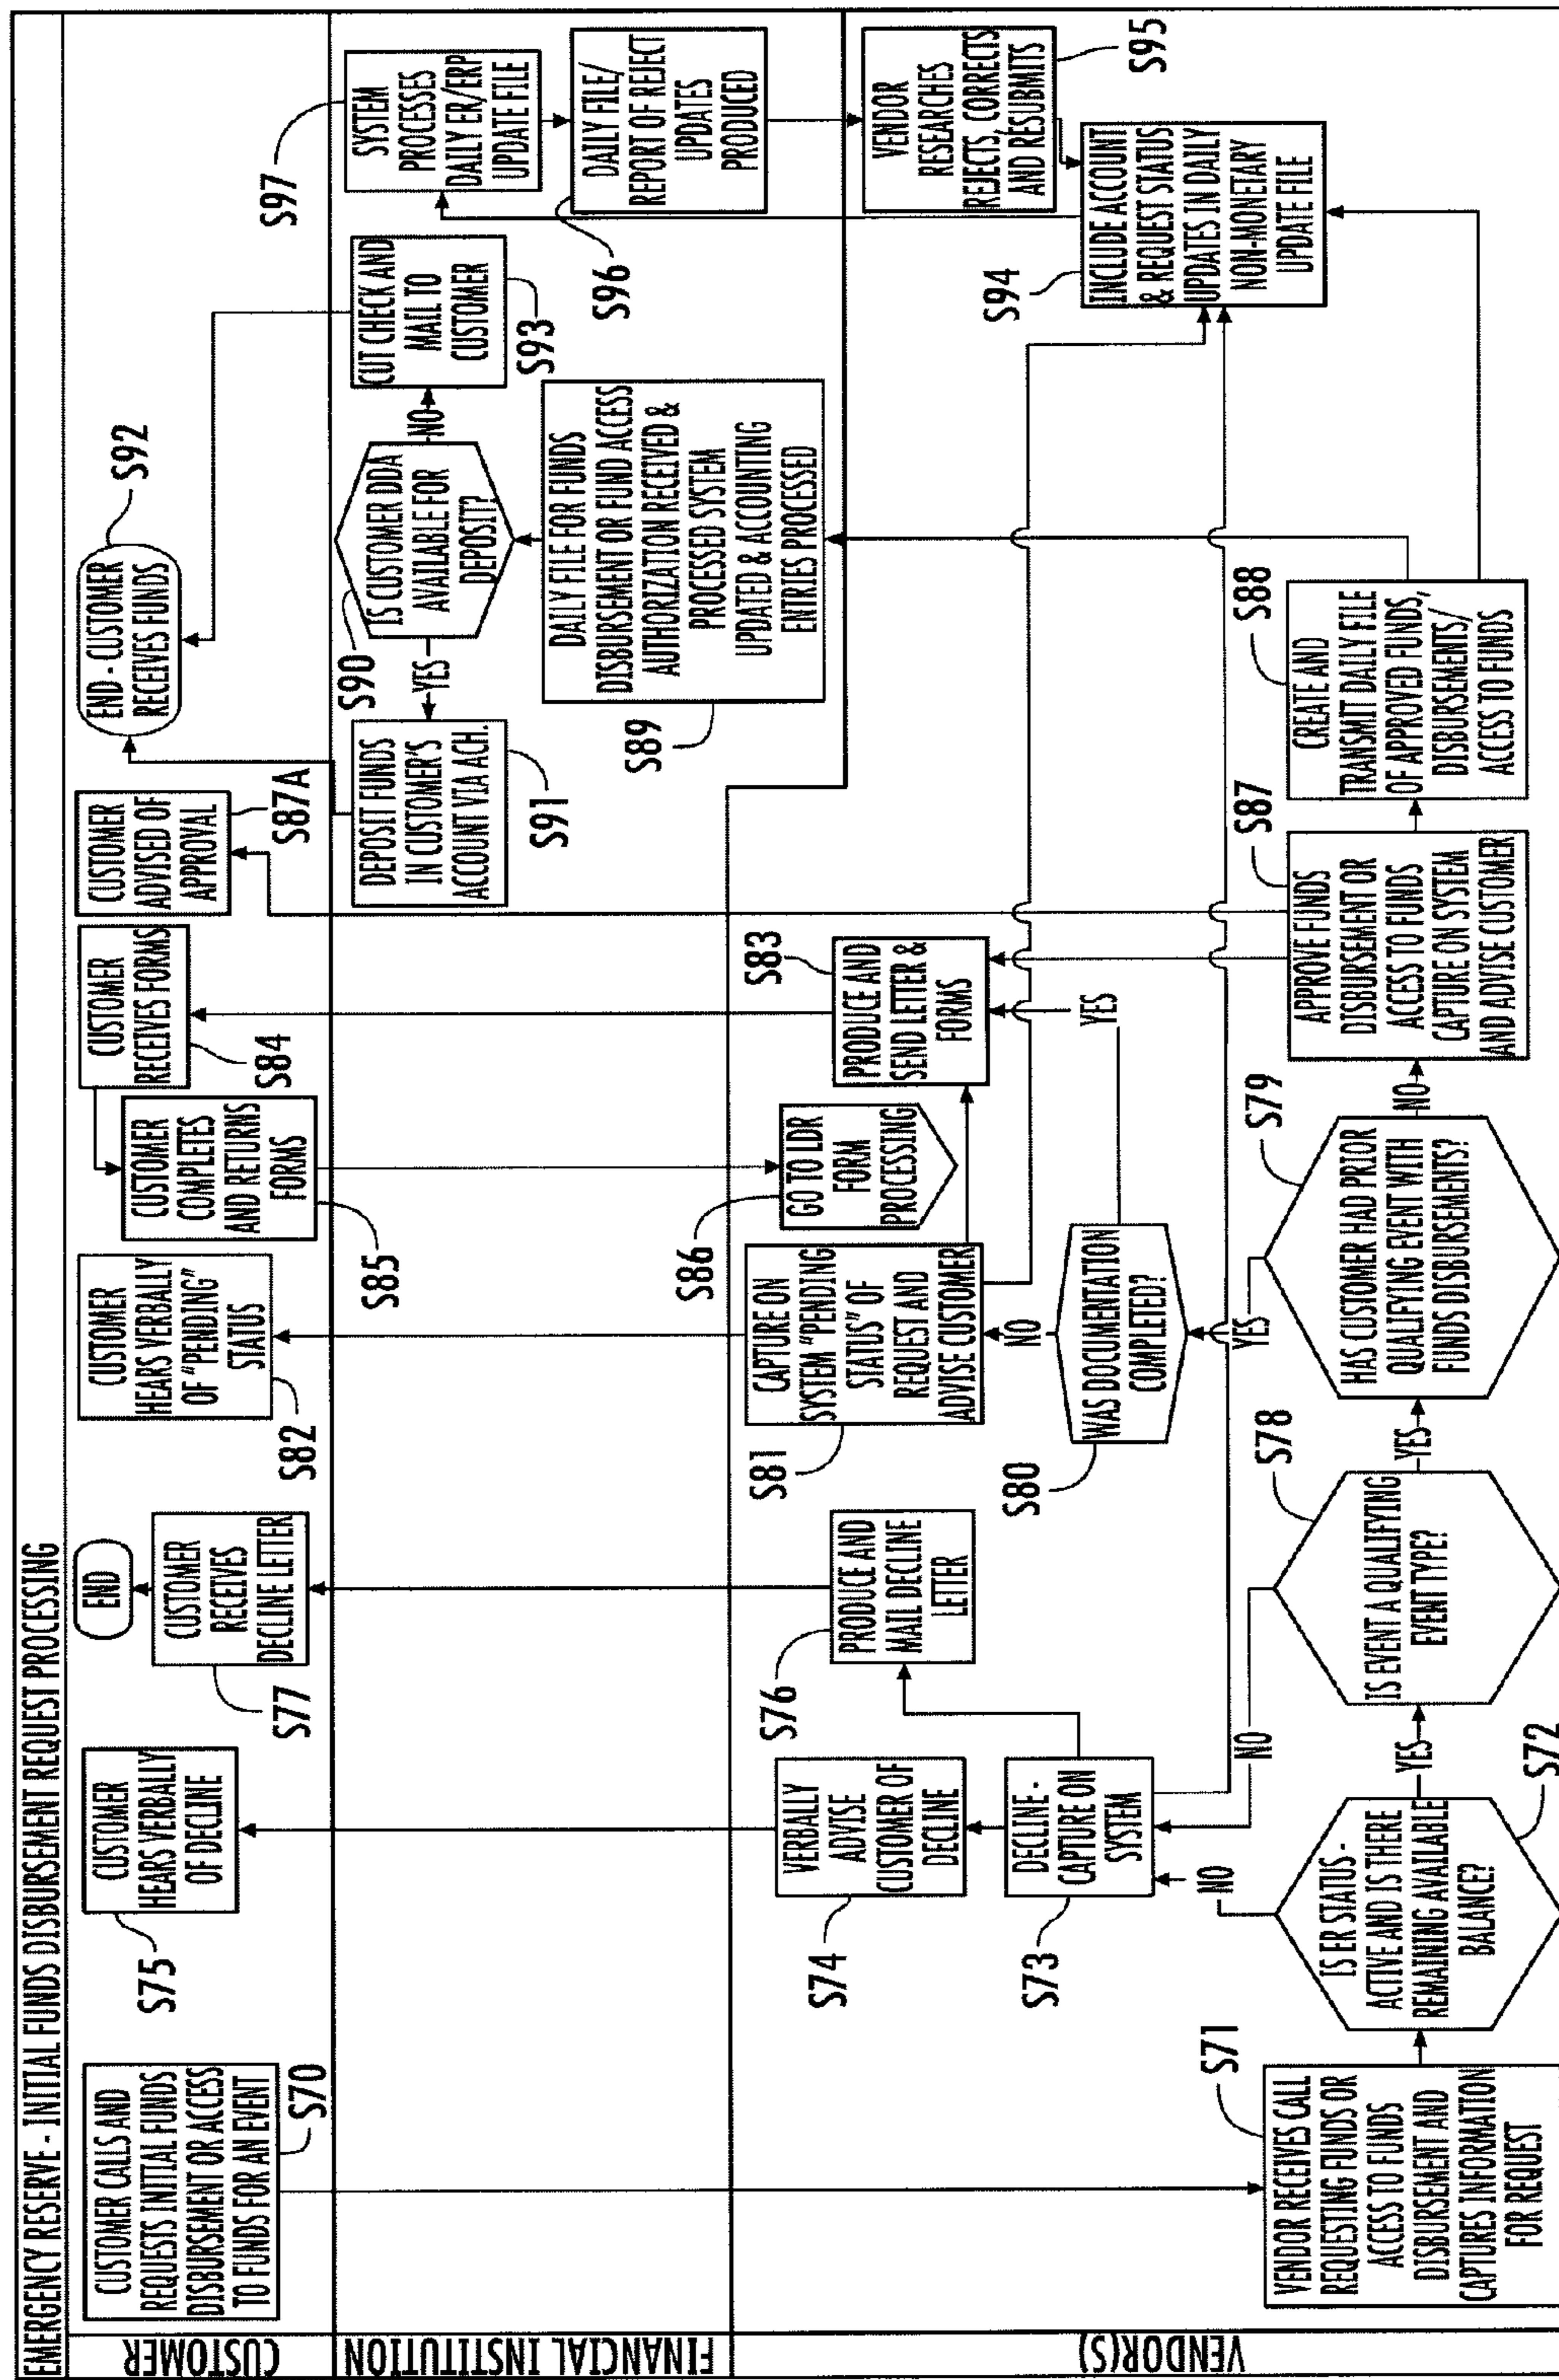 EMERGENCY RESERVE - INITIAL FUNDS DISBURSEMENT REQUEST PROCESSING
CUSTOMER
CUSTOMER CALLS AND
REQUESTS INITIAL FUNDS
DISBURSEMENT OR ACCESS
TO FUNDS FOR AN EVENT
S70
CUSTOMER
HEARS VERBALLY
OF DECLINE
S75
END
CUSTOMER
RECEIVES
DECLINE LETTER
S77
CUSTOMER
HEARS VERBALLY
OF "PENDING"
STATUS
S82
CUSTOMER
RECEIVES FORMS
S84
CUSTOMER
COMPLETES
AND RETURNS
FORMS
S85
CUSTOMER
ADVISED OF
APPROVAL
S87A
END - CUSTOMER
RECEIVES FUNDS
S92
FINANCIAL INSTITUTION
DEPOSIT FUNDS
IN CUSTOMER'S
ACCOUNT VIA ACH.
S91
YES
S90
IS CUSTOMER DDA
AVAILABLE FOR
DEPOSIT?
NO
CUT CHECK AND
MAIL TO
CUSTOMER
S93
DAILY FILE FOR FUNDS
DISBURSEMENT OR FUND ACCESS
AUTHORIZATION RECEIVED &
PROCESSED SYSTEM
UPDATED & ACCOUNTING
ENTRIES PROCESSED
S89
S97
SYSTEM
PROCESSES
DAILY ER/ERP
UPDATE FILE
DAILY FILE/
REPORT OF REJECT
UPDATES
PRODUCED
S96
VENDOR(S)
S71
VENDOR RECEIVES CALL
REQUESTING FUNDS OR
ACCESS TO FUNDS
DISBURSEMENT AND
CAPTURES INFORMATION
FOR REQUEST
IS ER STATUS -
ACTIVE AND IS THERE
REMAINING AVAILABLE
BALANCE?
S72
NO
YES
S73
DECLINE -
CAPTURE ON
SYSTEM
S74
VERBALLY
ADVISE
CUSTOMER OF
DECLINE
S76
PRODUCE AND
MAIL DECLINE
LETTER
NO
S78
IS EVENT A QUALIFYING
EVENT TYPE?
YES
S79
HAS CUSTOMER HAD PRIOR
QUALIFYING EVENT WITH
FUNDS DISBURSEMENTS?
YES
NO
S80
WAS DOCUMENTATION
COMPLETED?
NO
YES
S81
CAPTURE ON
SYSTEM "PENDING
STATUS" OF
REQUEST AND
ADVISE CUSTOMER
S86
GO TO LDR
FORM
PROCESSING
S83
PRODUCE AND
SEND LETTER &
FORMS
S87
APPROVE FUNDS
DISBURSEMENT OR
ACCESS TO FUNDS
CAPTURE ON SYSTEM
AND ADVISE CUSTOMER
S88
CREATE AND
TRANSMIT DAILY FILE
OF APPROVED FUNDS,
DISBURSEMENTS/
ACCESS TO FUNDS
S94
INCLUDE ACCOUNT
& REQUEST STATUS
UPDATES IN DAILY
NON-MONETARY
UPDATE FILE
VENDOR
RESEARCHES
REJECTS, CORRECTS
AND RESUBMITS
S95